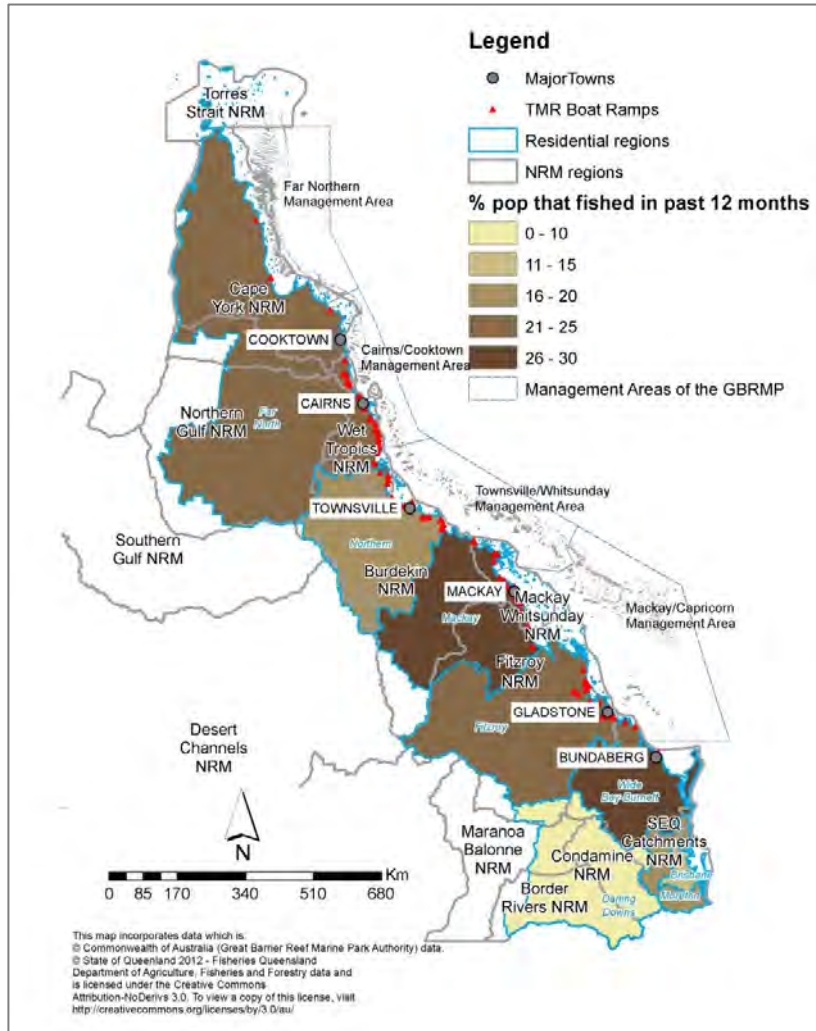 Legend
MajorTowns
TMR Boat Ramps
Residential regions
NRM regions
% pop that fished in past 12 months
0 - 10
11 - 15
16 - 20
21 - 25
26 - 30
Management Areas of the GBRMP
Torres
Strait NRM
Far Northern
Management Area
Cape
York NRM
COOKTOWN
Cairns/Cooktown
Management Area
CAIRNS
Northern
Gulf NRM
Far
North
Wet
Tropics
NRM
TOWNSVILLE
Townsville/Whitsunday
Management Area
Southern
Gulf NRM
Northern
Burdekin
NRM
MACKAY
Mackay
Whitsunday
NRM
Mackay
Mackay/Capricorn
Management Area
Fitzroy
NRM
GLADSTONE
Fitzroy
Desert
Channels
NRM
BUNDABERG
Wide
Bay-Burnett
SEQ
Catchments
NRM
Maranoa
Balonne
NRM
Condamine
NRM
Brisbane
Moreton
Border
Rivers NRM
Darling
Downs
N
Km
0 85 170 340 510 680
This map incorporates data which is:
© Commonwealth of Australia (Great Barrier Reef Marine Park Authority) data.
© State of Queenland 2012 - Fisheries Queensland
Department of Agriculture, Fisheries and Forestry data and
is licensed under the Creative Commons
Attribution-NoDerivs 3.0. To view a copy of this license, visit
http://creativecommons.org/licenses/by/3.0/au/